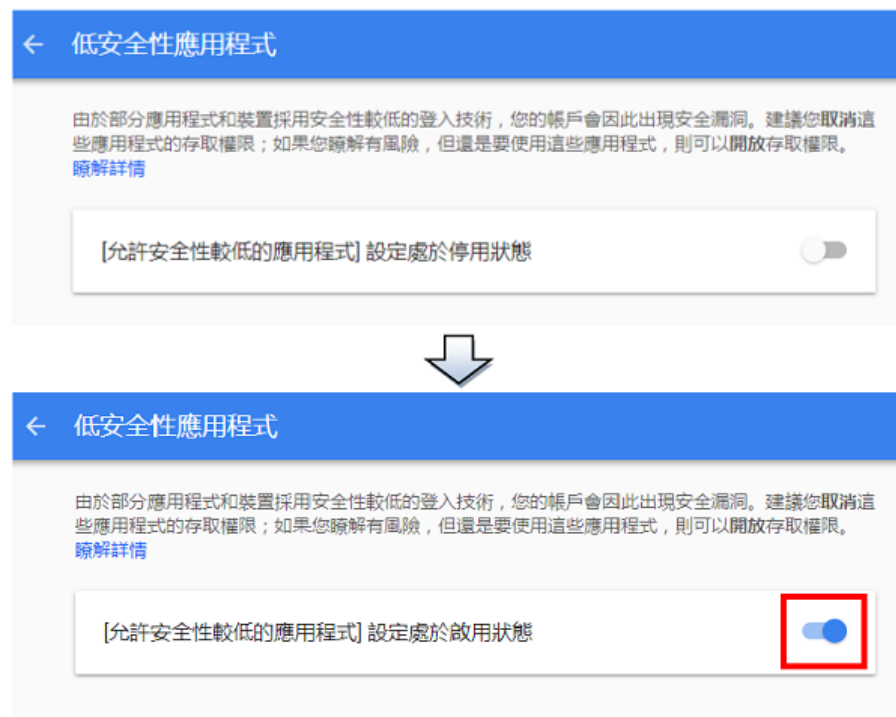 低安全性應用程式
由於部分應用程式和裝置採用安全性較低的登入技術，您的帳戶會因此出現安全漏洞。建議您取消這
些應用程式的存取權限；如果您瞭解有風險，但還是要使用這些應用程式，則可以開放存取權限。
瞭解詳情
[允許安全性較低的應用程式] 設定處於停用狀態
低安全性應用程式
由於部分應用程式和裝置採用安全性較低的登入技術，您的帳戶會因此出現安全漏洞。建議您取消這
些應用程式的存取權限；如果您瞭解有風險，但還是要使用這些應用程式，則可以開放存取權限。
瞭解詳情
[允許安全性較低的應用程式] 設定處於啟用狀態